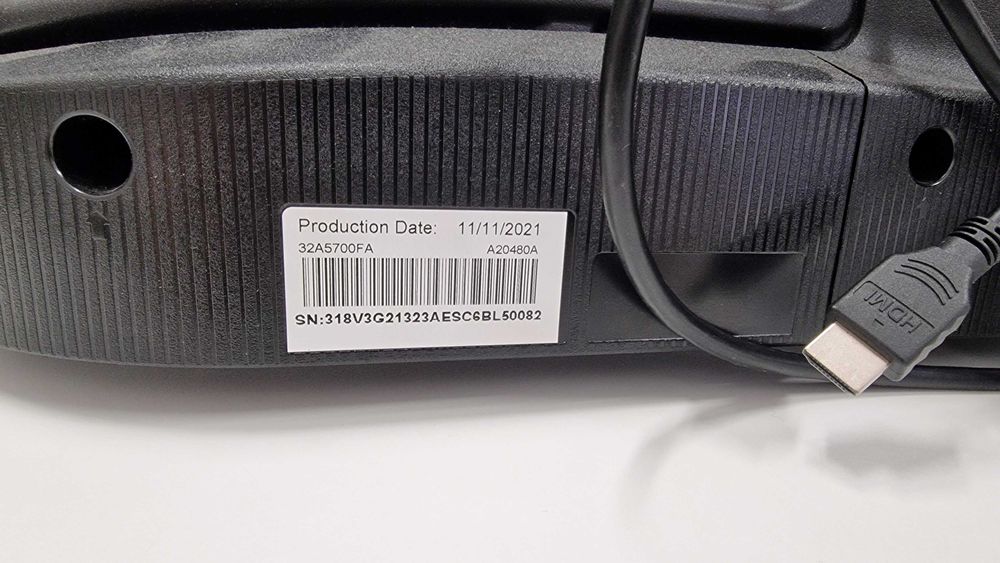 Production Date: 11/11/2021
32A5700FA A20480A
SN:318V3G21323AESC6BL50082
HDMI